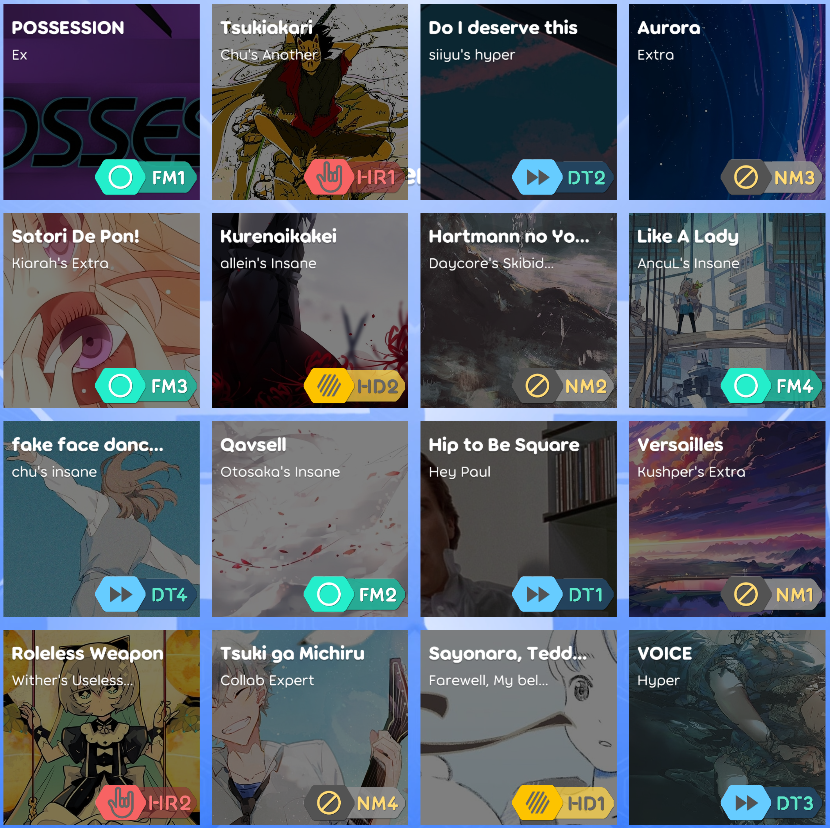 POSSESSION
Ex
OSSES
FM1
Tsukiakari
Chu's Another
HR1
Do I deserve this
siiyu's hyper
DT2
Aurora
Extra
NM3
Satori De Pon!
Kiarah's Extra
FM3
Kurenaikakei
allein's Insane
HD2
Hartmann no Yo...
Daycore's Skibid...
NM2
Like A Lady
AncuL's Insane
FM4
fake face danc...
chu's insane
DT4
Qavsell
Otosaka's Insane
FM2
Hip to Be Square
Hey Paul
DT1
Versailles
Kushper's Extra
NM1
Roleless Weapon
Wither's Useless...
HR2
Tsuki ga Michiru
Collab Expert
NM4
Sayonara, Tedd...
Farewell, My bel...
HD1
VOICE
Hyper
DT3